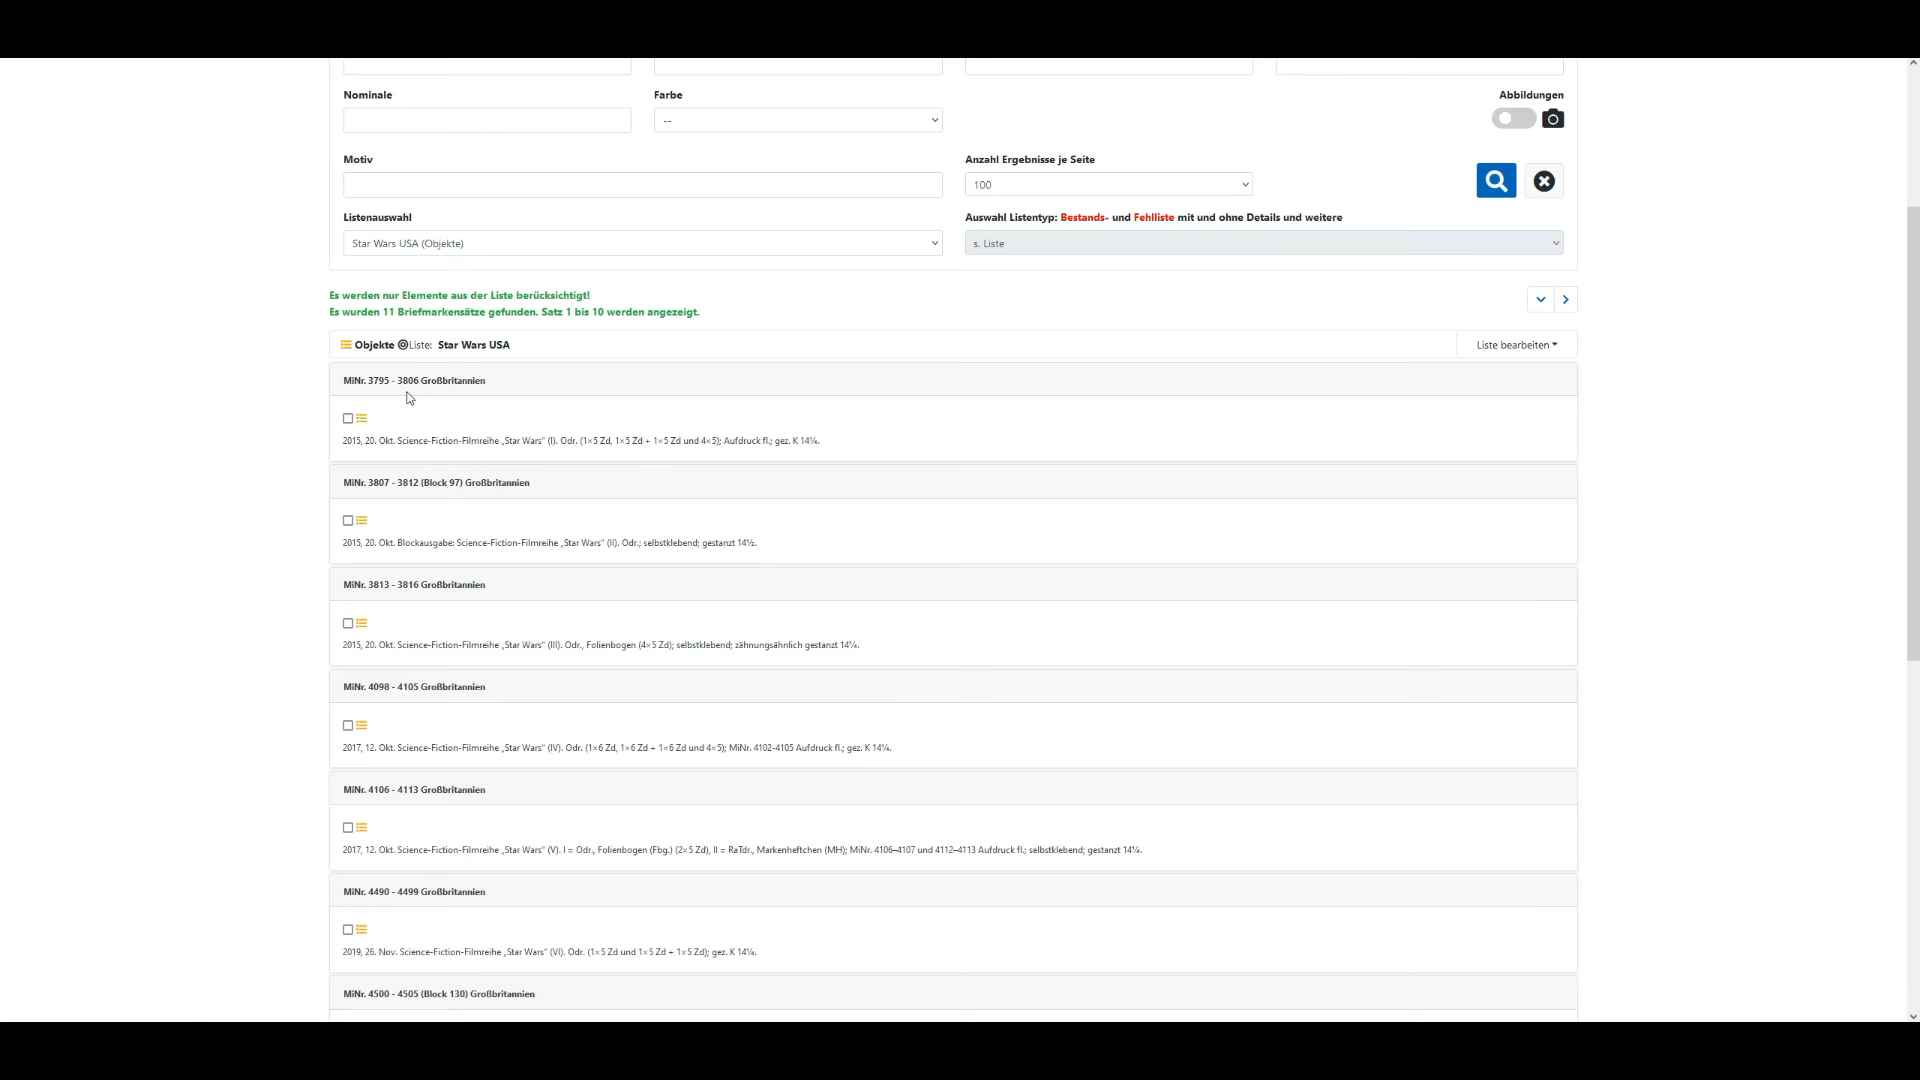 Nominale
Farbe
Abbildungen
--
Motiv
Anzahl Ergebnisse je Seite
100
Listenauswahl
Auswahl Listentyp: Bestands- und Fehlliste mit und ohne Details und weitere
Star Wars USA (Objekte)
s. Liste
Es werden nur Elemente aus der Liste berücksichtigt!
Es wurden 11 Briefmarkensätze gefunden. Satz 1 bis 10 werden angezeigt.
Objekte Liste: Star Wars USA
Liste bearbeiten
MiNr. 3795 - 3806 Großbritannien
2015, 20. Okt. Science-Fiction-Filmreihe „Star Wars“ (I). Odr. (1×5 Zd, 1×5 Zd + 1×5 Zd und 4×5); Aufdruck fl.; gez. K 14¼.
MiNr. 3807 - 3812 (Block 97) Großbritannien
2015, 20. Okt. Blockausgabe: Science-Fiction-Filmreihe „Star Wars“ (II). Odr.; selbstklebend; gestanzt 14½.
MiNr. 3813 - 3816 Großbritannien
2015, 20. Okt. Science-Fiction-Filmreihe „Star Wars“ (III). Odr., Folienbogen (4×5 Zd); selbstklebend; zähnungsähnlich gestanzt 14¼.
MiNr. 4098 - 4105 Großbritannien
2017, 12. Okt. Science-Fiction-Filmreihe „Star Wars“ (IV). Odr. (1×6 Zd, 1×6 Zd + 1×6 Zd und 4×5); MiNr. 4102-4105 Aufdruck fl.; gez. K 14¼.
MiNr. 4106 - 4113 Großbritannien
2017, 12. Okt. Science-Fiction-Filmreihe „Star Wars“ (V). I = Odr., Folienbogen (Fbg.) (2×5 Zd), II = RaTdr., Markenheftchen (MH); MiNr. 4106–4107 und 4112–4113 Aufdruck fl.; selbstklebend; gestanzt 14¼.
MiNr. 4490 - 4499 Großbritannien
2019, 26. Nov. Science-Fiction-Filmreihe „Star Wars“ (VI). Odr. (1×5 Zd und 1×5 Zd + 1×5 Zd); gez. K 14¼.
MiNr. 4500 - 4505 (Block 130) Großbritannien